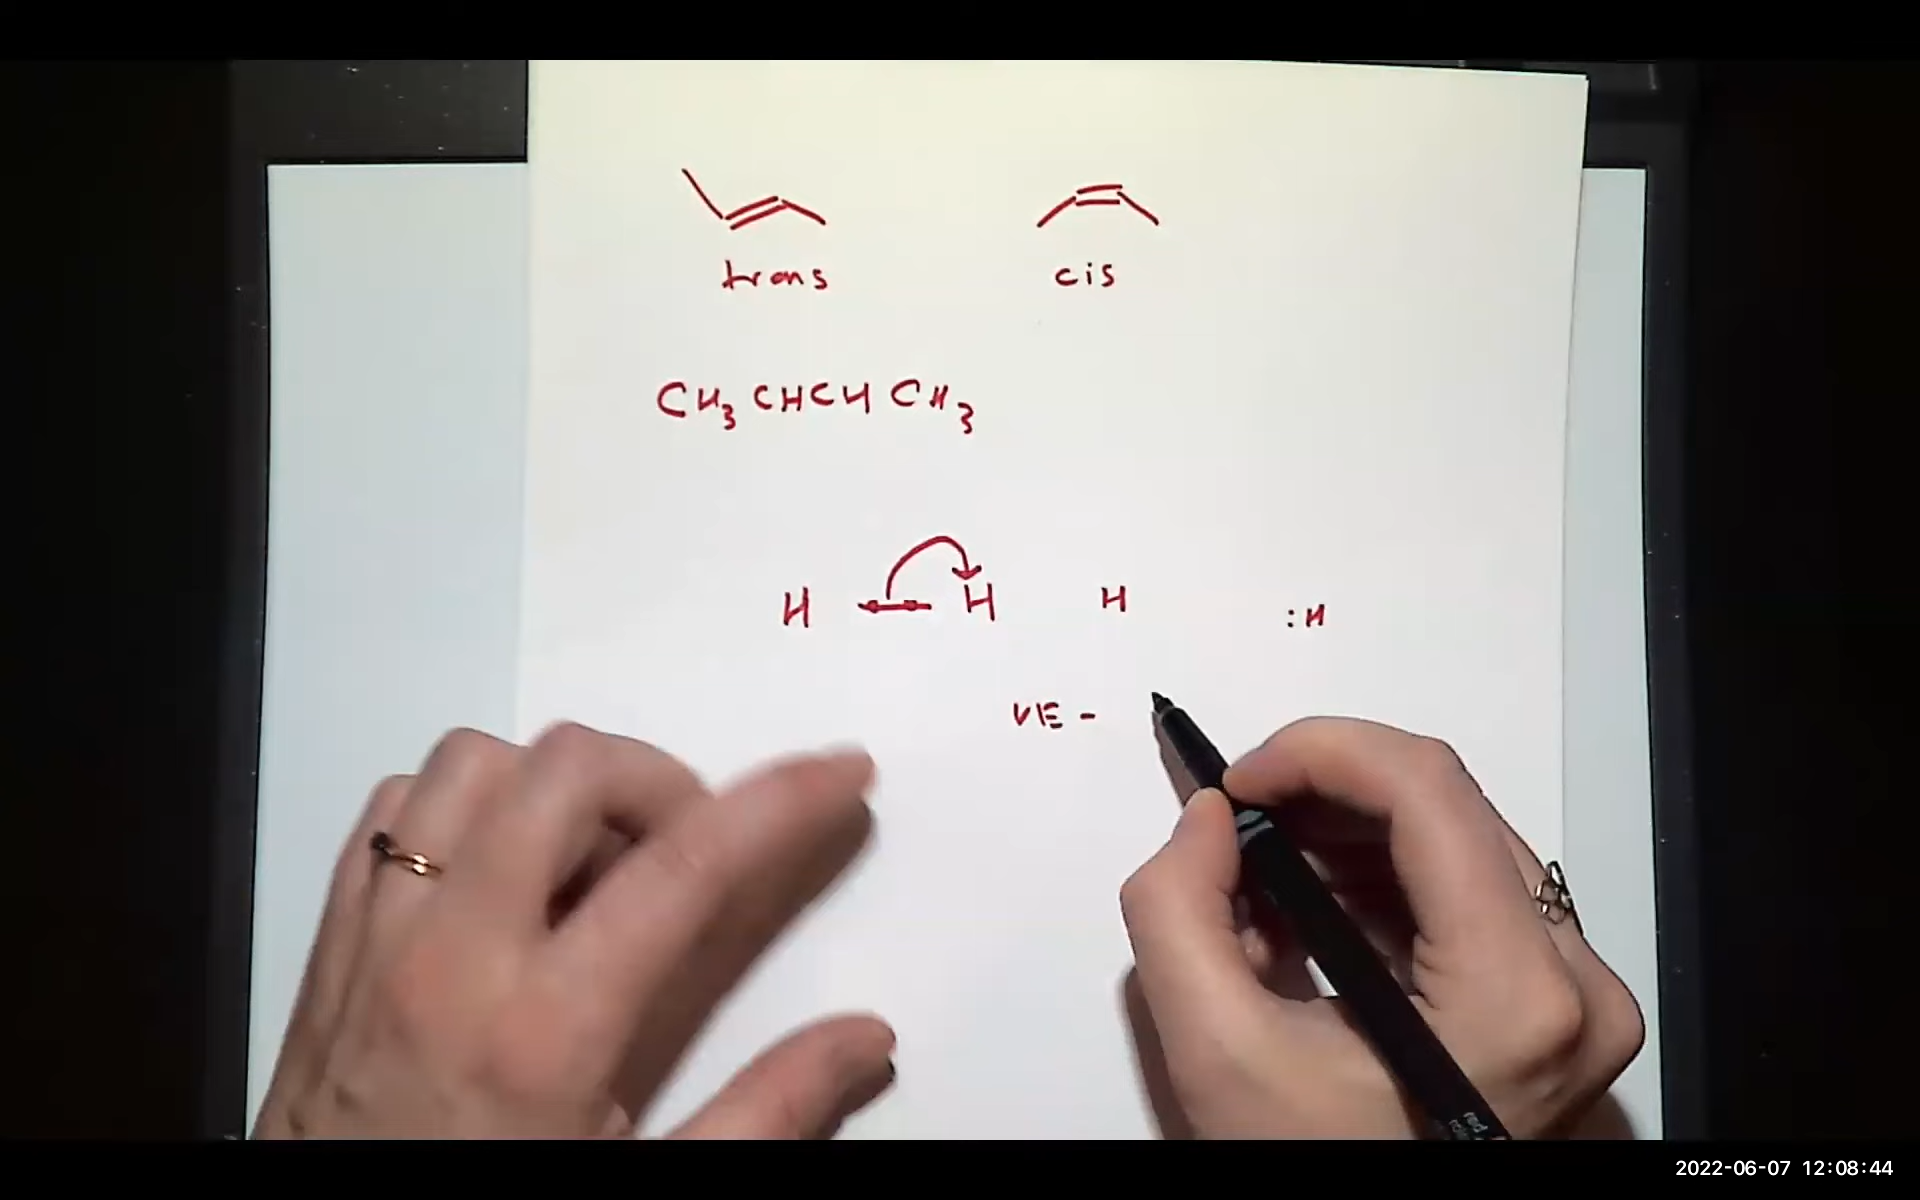 trans cis
CH3CHCHCH3
H H H :H
VE -
2022-06-07 12:08:44